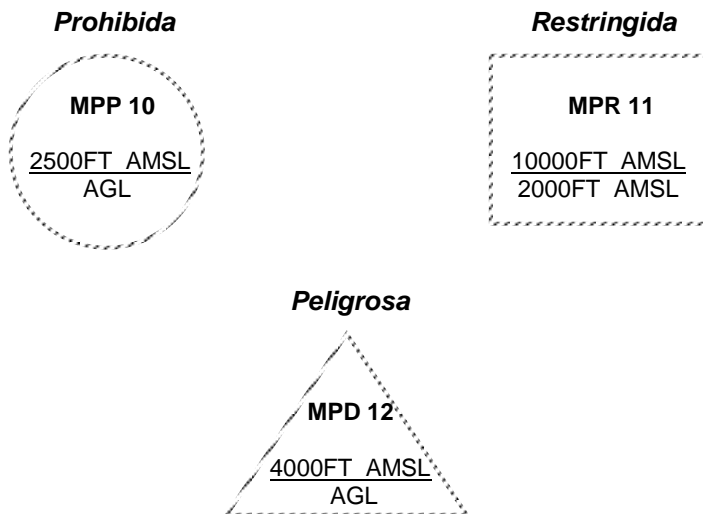 Prohibida
MPP 10
2500FT AMSL
AGL
Restringida
MPR 11
10000FT AMSL
2000FT AMSL
Peligrosa
MPD 12
4000FT AMSL
AGL